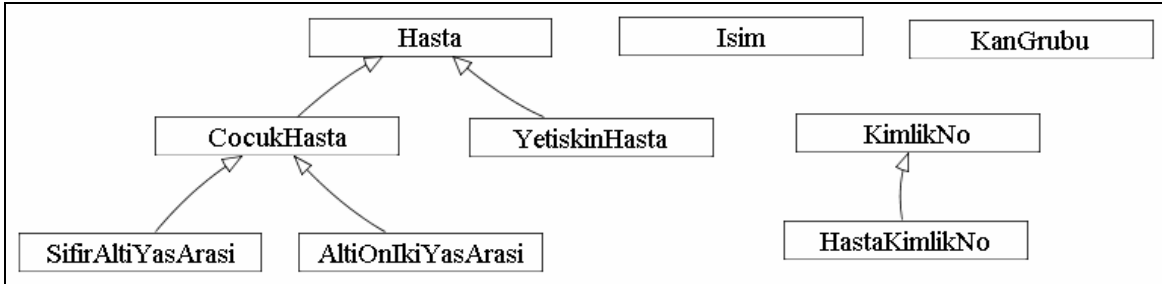 Hasta
Isim
KanGrubu
CocukHasta
YetiskinHasta
KimlikNo
SifirAltiYasArasi
AltiOnIkiYasArasi
HastaKimlikNo